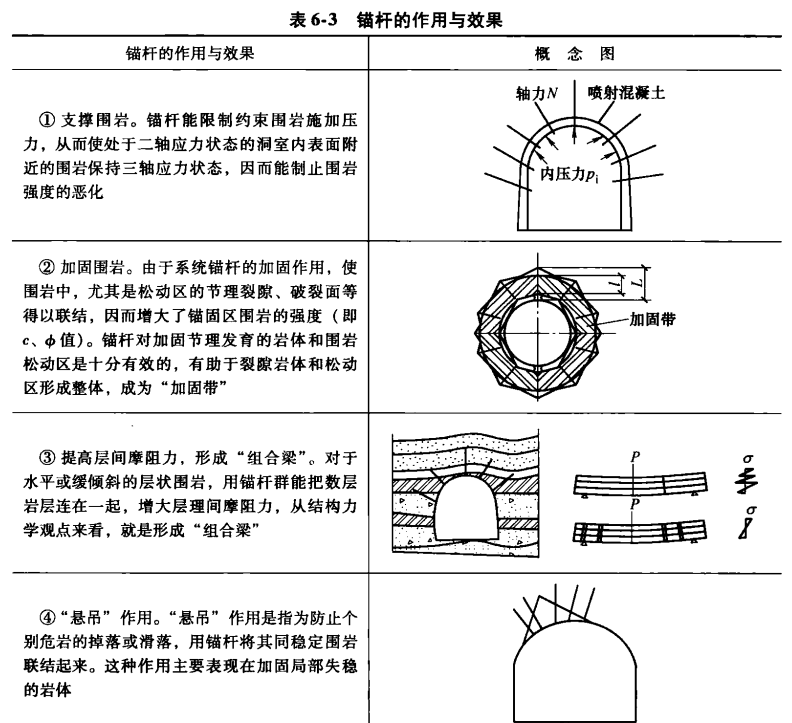 表 6-3 锚杆的作用与效果
锚杆的作用与效果
概 念 图
① 支撑围岩。锚杆能限制约束围岩施加压
力，从而使处于二轴应力状态的洞室内表面附
近的围岩保持三轴应力状态，因而能制止围岩
强度的恶化
轴力N
喷射混凝土
内压力pi
② 加固围岩。由于系统锚杆的加固作用，使
围岩中，尤其是松动区的节理裂隙、破裂面等
得以联结，因而增大了锚固区围岩的强度（即
c、ϕ值）。锚杆对加固节理发育的岩体和围岩
松动区是十分有效的，有助于裂隙岩体和松动
区形成整体，成为“加固带”
l
L
加固带
③ 提高层间摩阻力，形成“组合梁”。对于
水平或缓倾斜的层状围岩，用锚杆群能把数层
岩层连在一起，增大层理间摩阻力，从结构力
学观点来看，就是形成“组合梁”
P
σ
P
σ
④“悬吊”作用。“悬吊”作用是指为防止个
别危岩的掉落或滑落，用锚杆将其同稳定围岩
联结起来。这种作用主要表现在加固局部失稳
的岩体